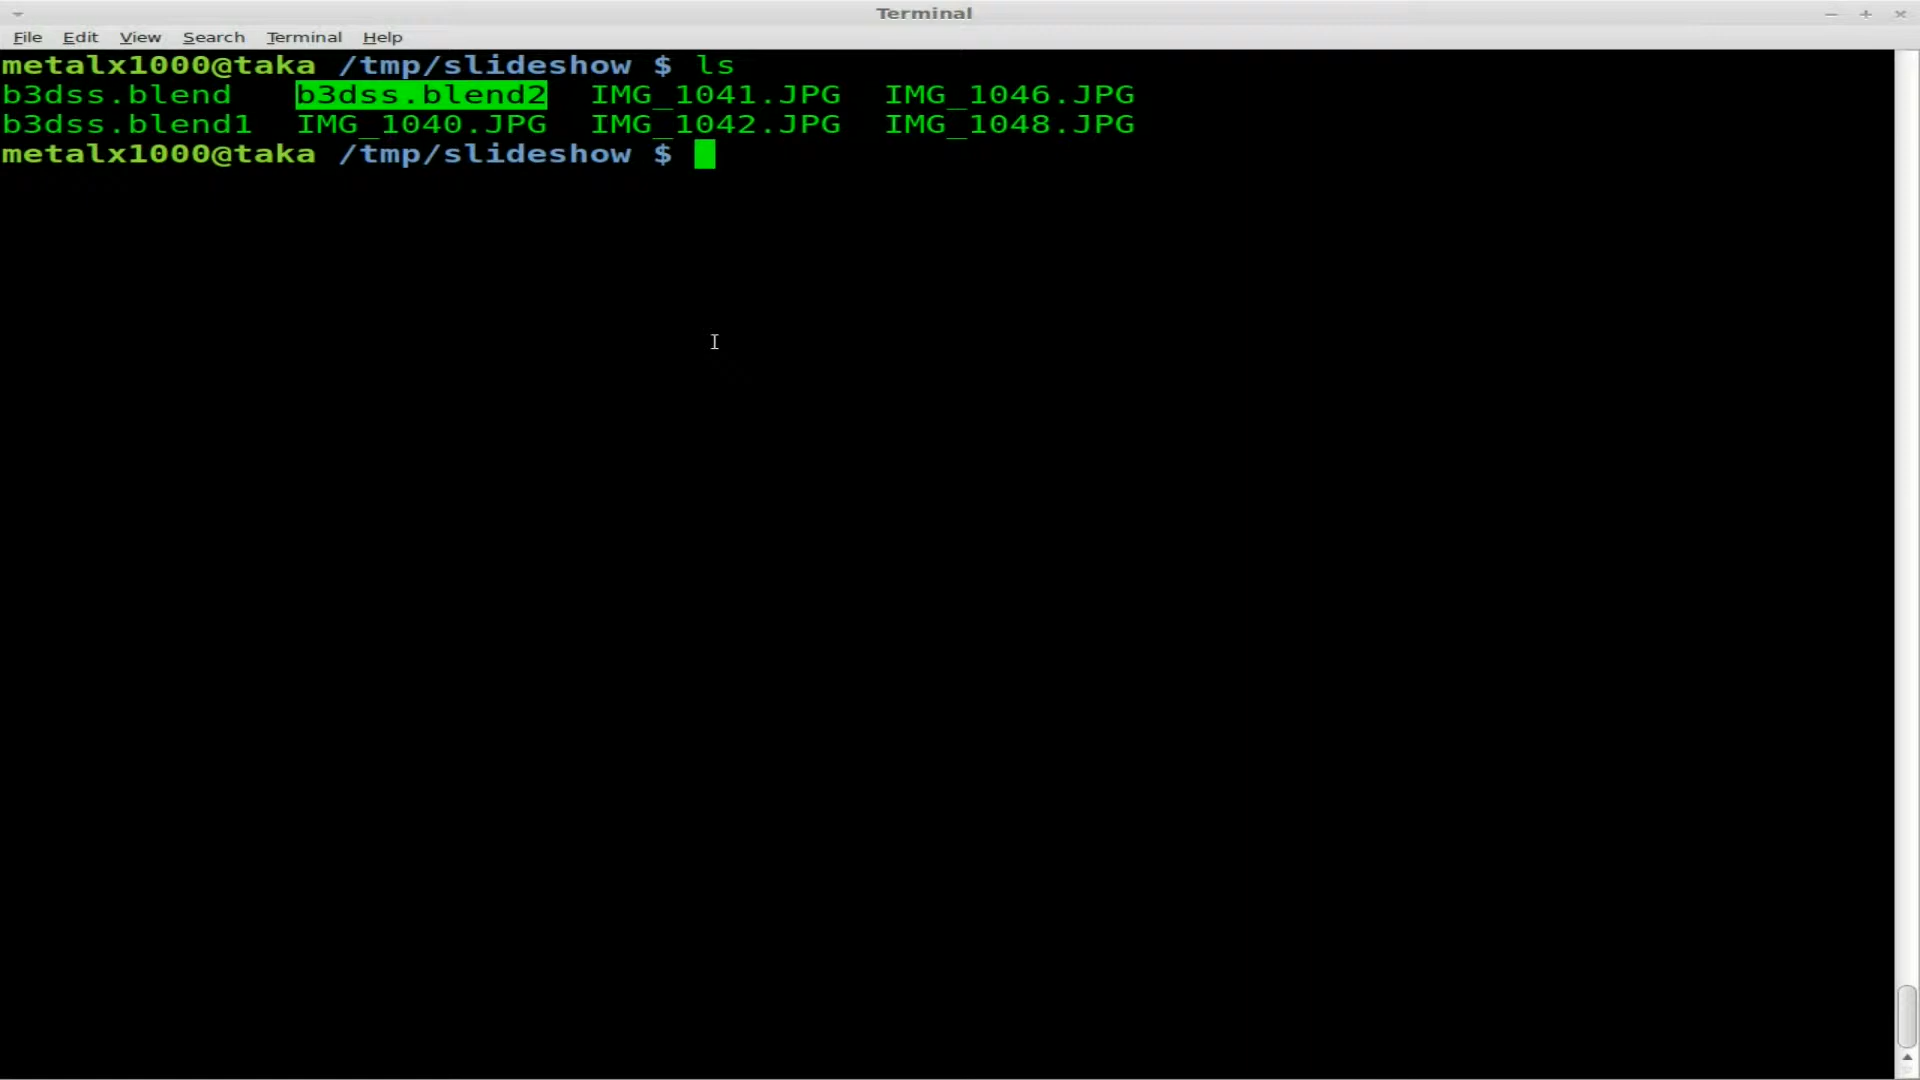 Terminal
File Edit View Search Terminal Help
metalx1000@taka /tmp/slideshow $ ls
b3dss.blend b3dss.blend2 IMG_1041.JPG IMG_1046.JPG
b3dss.blend1 IMG_1040.JPG IMG_1042.JPG IMG_1048.JPG
metalx1000@taka /tmp/slideshow $